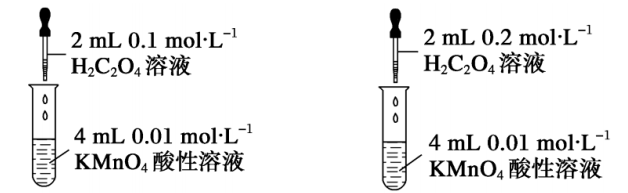 2 mL 0.1 mol·L⁻¹
H₂C₂O₄ 溶液
4 mL 0.01 mol·L⁻¹
KMnO₄ 酸性溶液
2 mL 0.2 mol·L⁻¹
H₂C₂O₄ 溶液
4 mL 0.01 mol·L⁻¹
KMnO₄ 酸性溶液